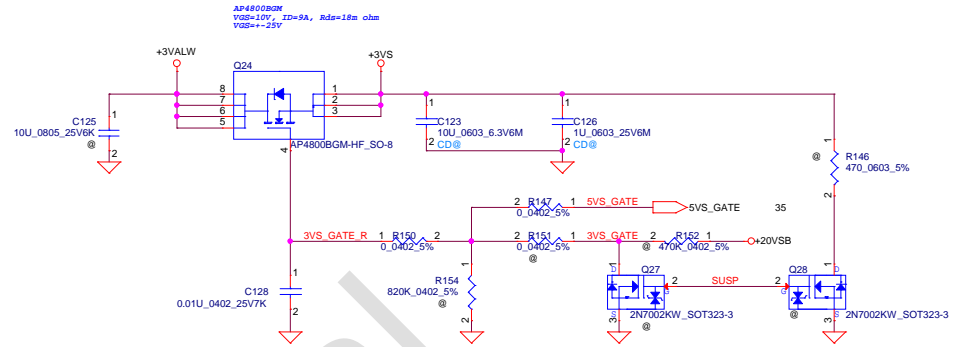 AP4800BGM
VGS=10V, ID=9A, Rds=18m ohm
VGS=+-25V
+3VALW
+3VS
Q24
8
7
6
5
1
2
3
4
AP4800BGM-HF_SO-8
1
C125
10U_0805_25V6K
@
2
1
C123
10U_0603_6.3V6M
2
CD@
1
C126
1U_0603_25V6M
2
CD@
1
@
R146
470_0603_5%
2
2
R147
1
0_0402_5%
5VS_GATE
5VS_GATE
35
3VS_GATE_R
1
R150
2
0_0402_5%
2
R151
1
0_0402_5%
@
3VS_GATE
@
2
R152
1
470K_0402_5%
+20VSB
1
C128
0.01U_0402_25V7K
2
1
R154
820K_0402_5%
@
2
1
D
Q27
2
G
S
3
2N7002KW_SOT323-3
@
SUSP
1
D
Q28
2
G
S
3
@
2N7002KW_SOT323-3